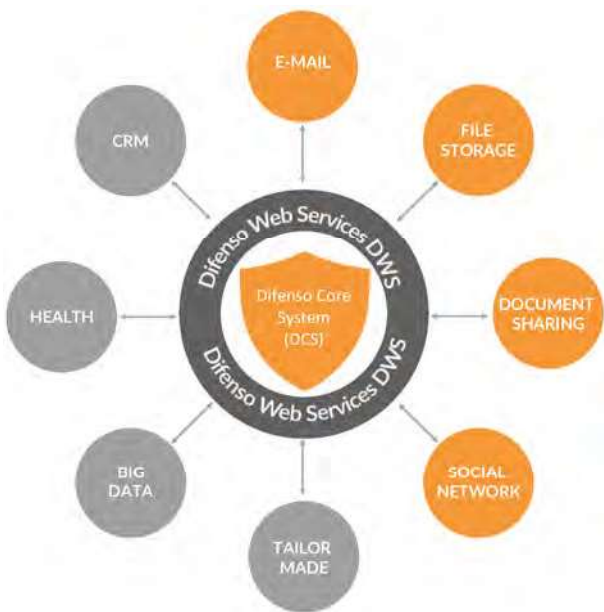 E-MAIL
CRM
FILE
STORAGE
Difenso Web Services DWS
Difenso Core
System
(DCS)
HEALTH
DOCUMENT
SHARING
Difenso Web Services DWS
BIG
DATA
SOCIAL
NETWORK
TAILOR
MADE